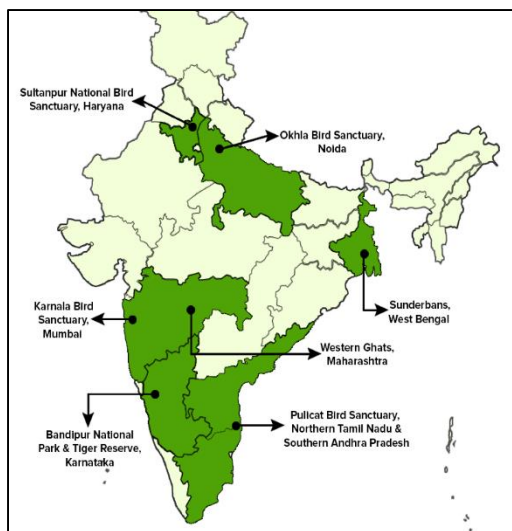 Sultanpur National Bird
Sanctuary, Haryana
Okhla Bird Sanctuary,
Noida
Karnala Bird
Sanctuary,
Mumbai
Sunderbans,
West Bengal
Western Ghats,
Maharashtra
Bandipur National
Park & Tiger Reserve,
Karnataka
Pulicat Bird Sanctuary,
Northern Tamil Nadu &
Southern Andhra Pradesh